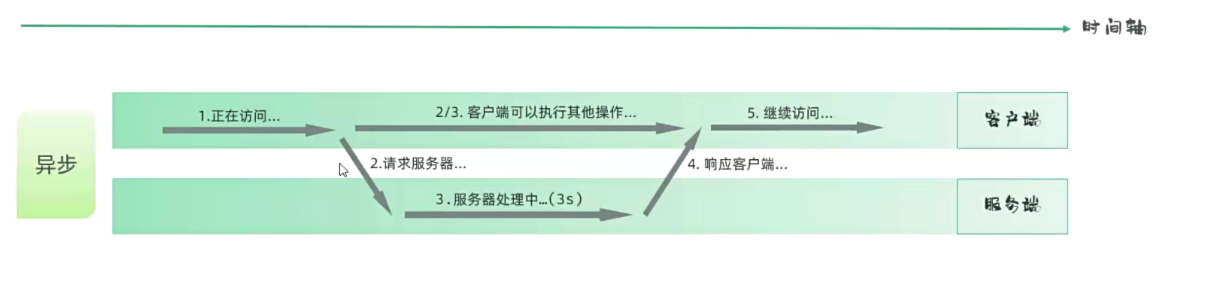 时间轴
1.正在访问...
2/3. 客户端可以执行其他操作...
5. 继续访问...
客户端
异步
2.请求服务器...
4. 响应客户端...
3.服务器处理中…(3s)
服务端